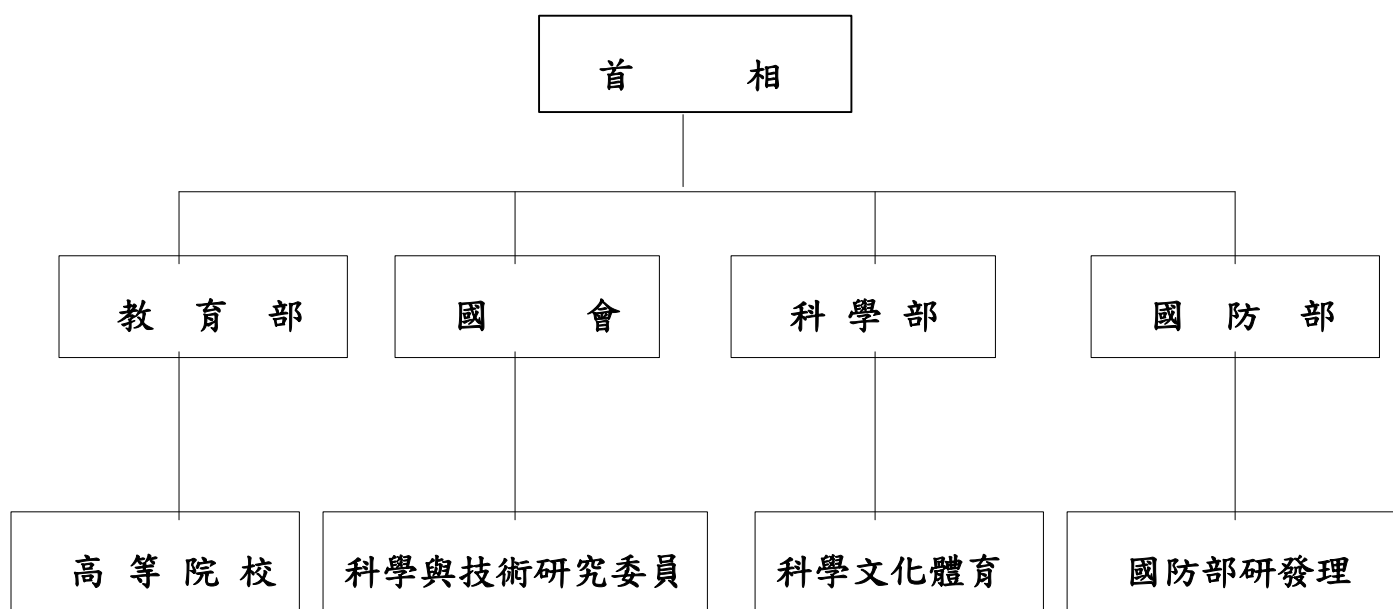 首相
教育部
國會
科學部
國防部
高等院校
科學與技術研究委員
科學文化體育
國防部研發理